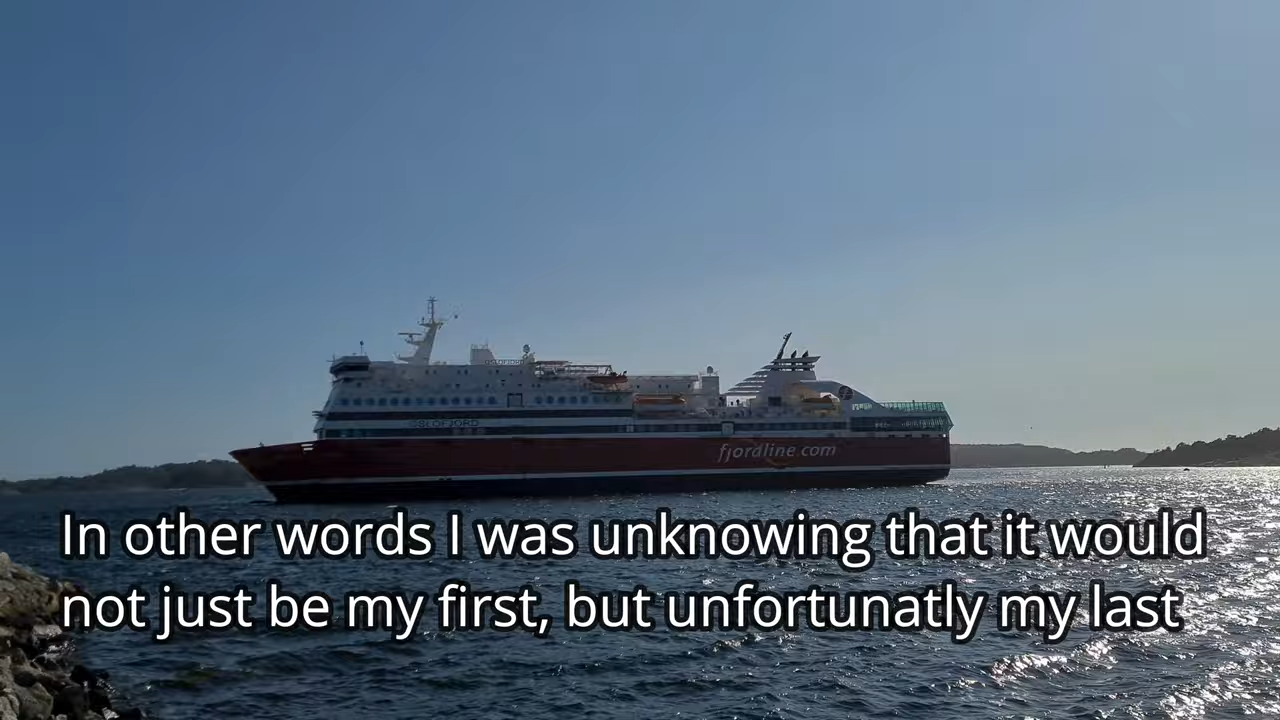 OSLOFJORD
fjordline.com
In other words I was unknowing that it would
not just be my first, but unfortunatly my last